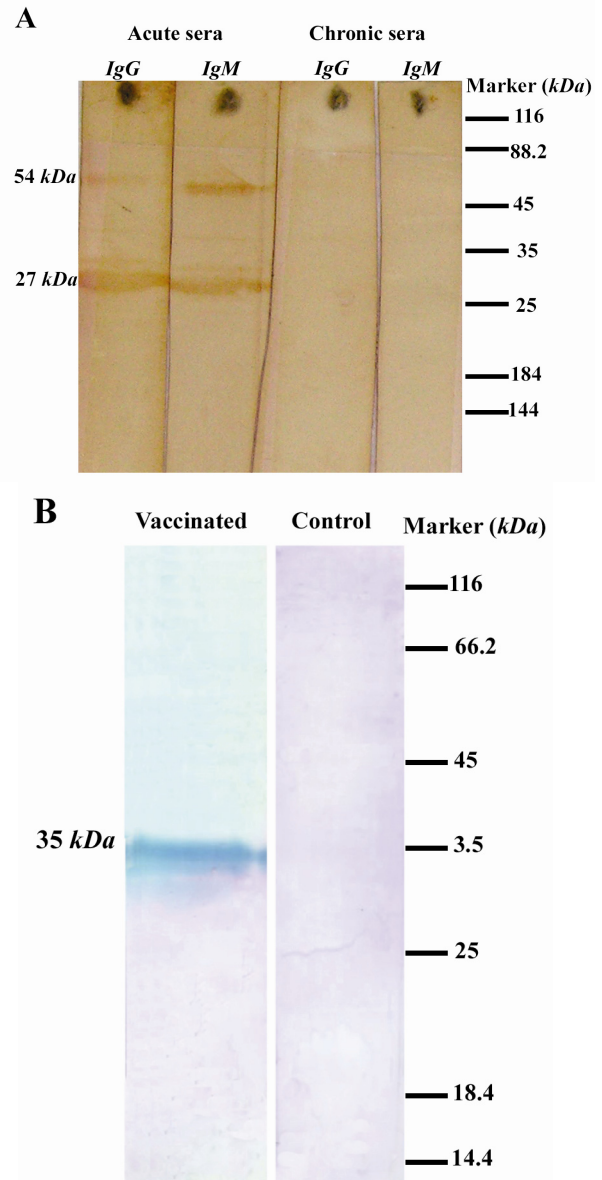 A
Acute sera Chronic sera
IgG IgM IgG IgM
Marker (kDa)
116
88.2
54 kDa
45
35
27 kDa
25
184
144
B
Vaccinated Control Marker (kDa)
116
66.2
45
35 kDa
3.5
25
18.4
14.4